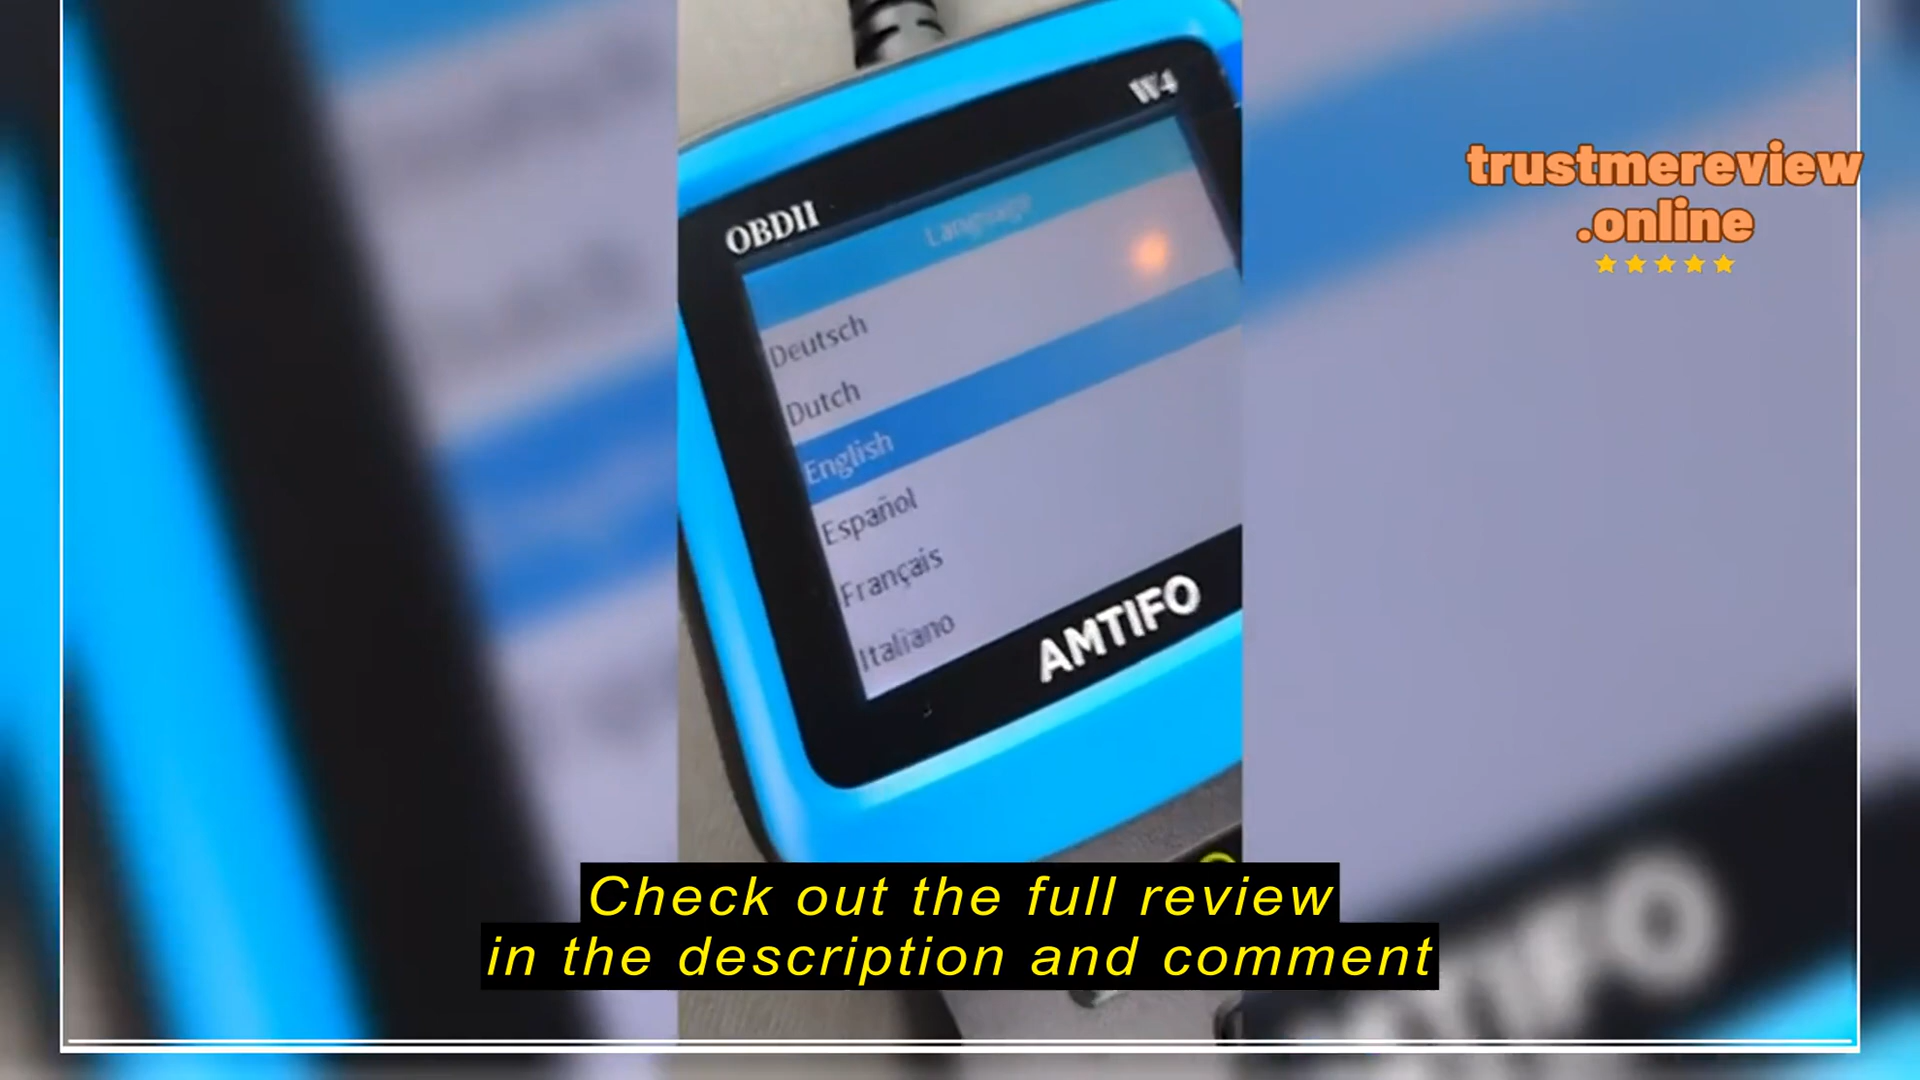 W4
OBDII
Language
Deutsch
Dutch
English
Español
Français
Italiano
AMTIFO
trustmereview
.online
Check out the full review
in the description and comment